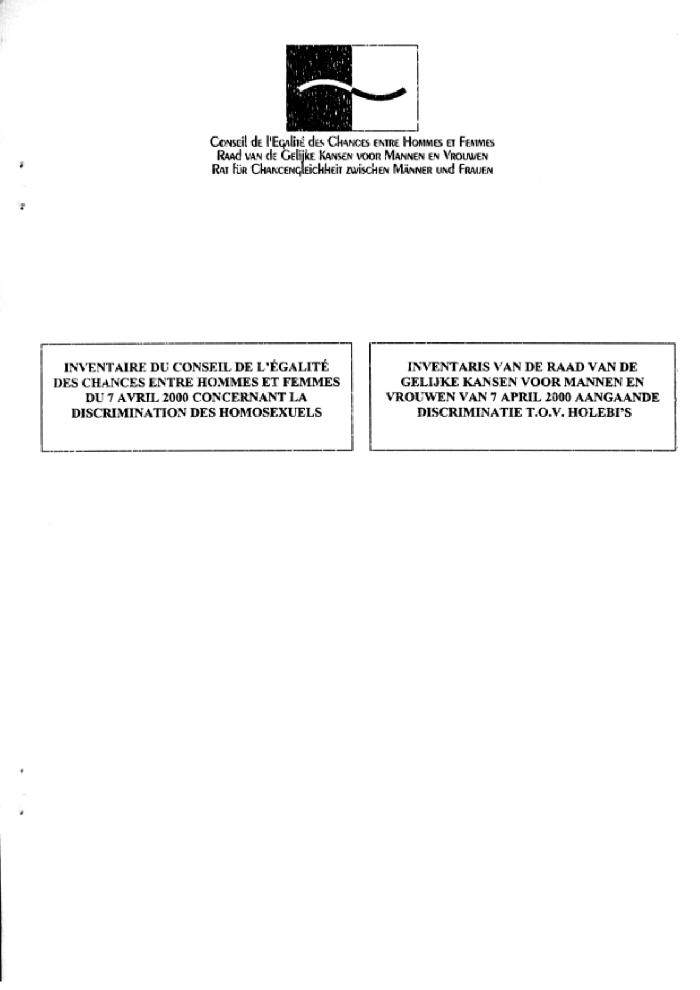 Conseil de l'Egalité des Chances entre Hommes et Femmes
Raad van de Gelijke Kansen voor Mannen en Vrouwen
Rat für Chancengleichheit zwischen Männer und Frauen
INVENTAIRE DU CONSEIL DE L'ÉGALITÉ
DES CHANCES ENTRE HOMMES ET FEMMES
DU 7 AVRIL 2000 CONCERNANT LA
DISCRIMINATION DES HOMOSEXUELS
INVENTARIS VAN DE RAAD VAN DE
GELIJKE KANSEN VOOR MANNEN EN
VROUWEN VAN 7 APRIL 2000 AANGAANDE
DISCRIMINATIE T.O.V. HOLEBI'S